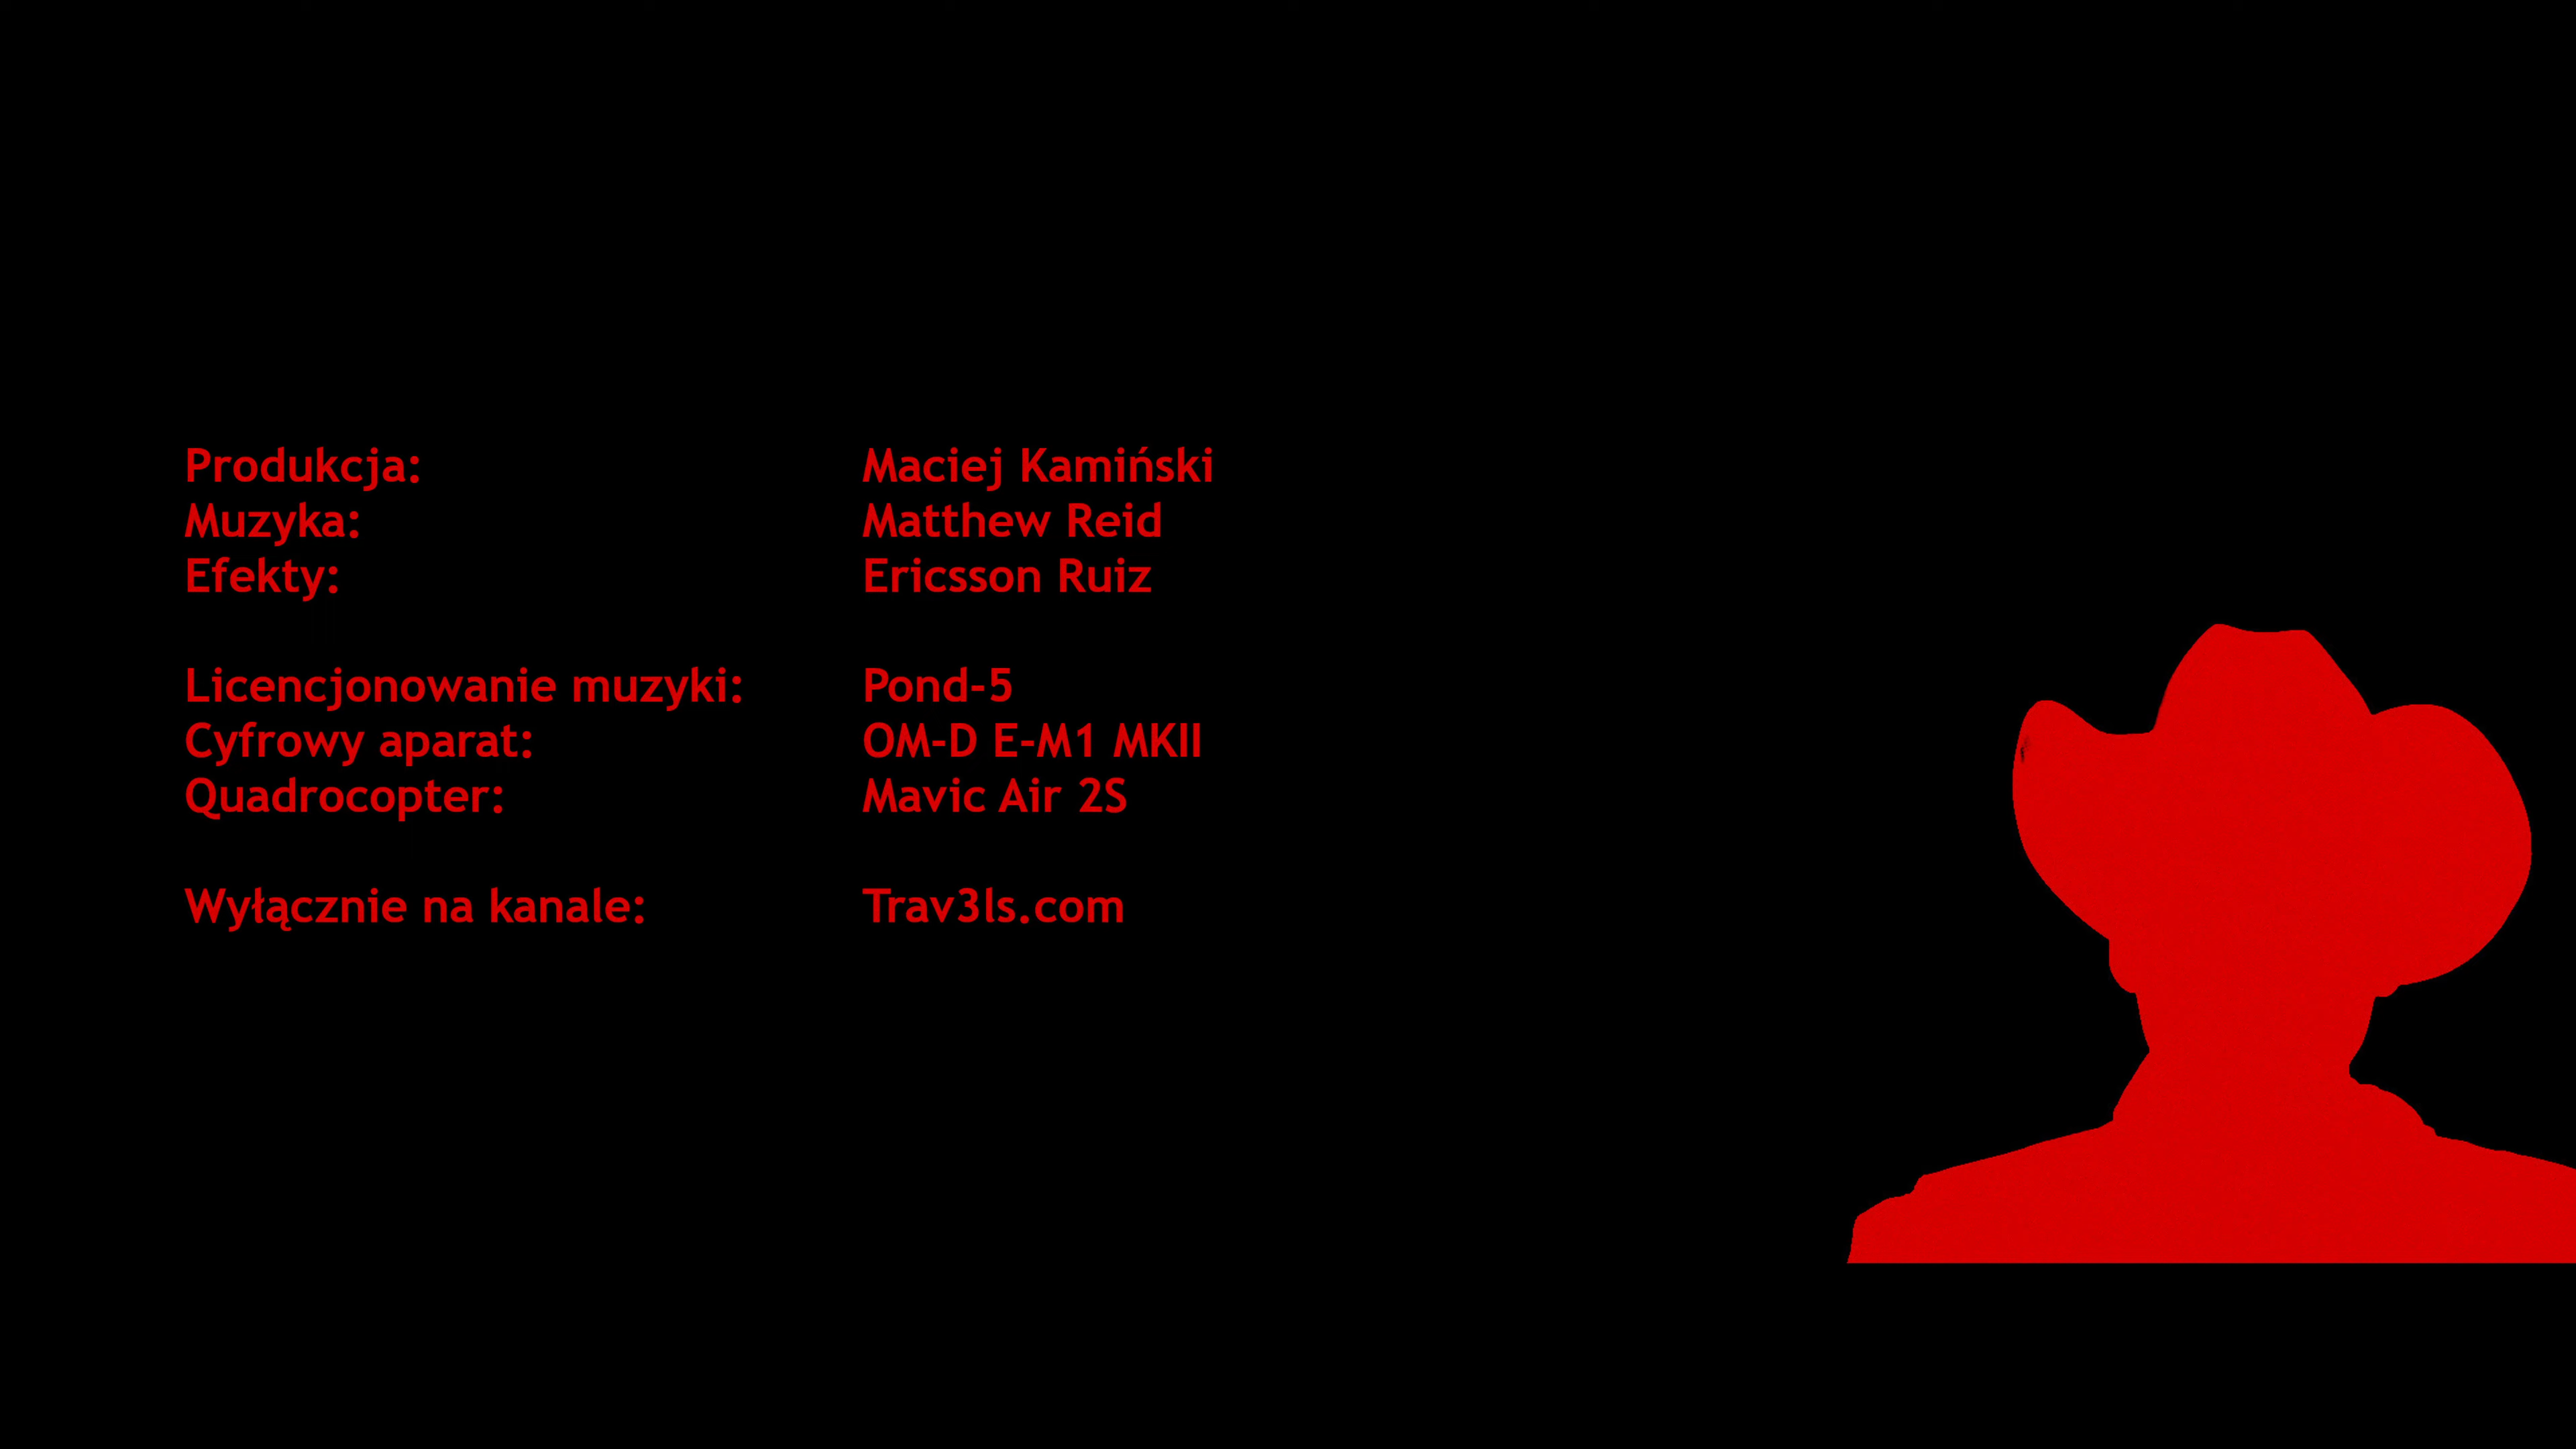 Produkcja: Maciej Kamiński
Muzyka: Matthew Reid
Efekty: Ericsson Ruiz
Licencjonowanie muzyki: Pond-5
Cyfrowy aparat: OM-D E-M1 MKII
Quadrocopter: Mavic Air 2S
Wyłącznie na kanale: Trav3ls.com